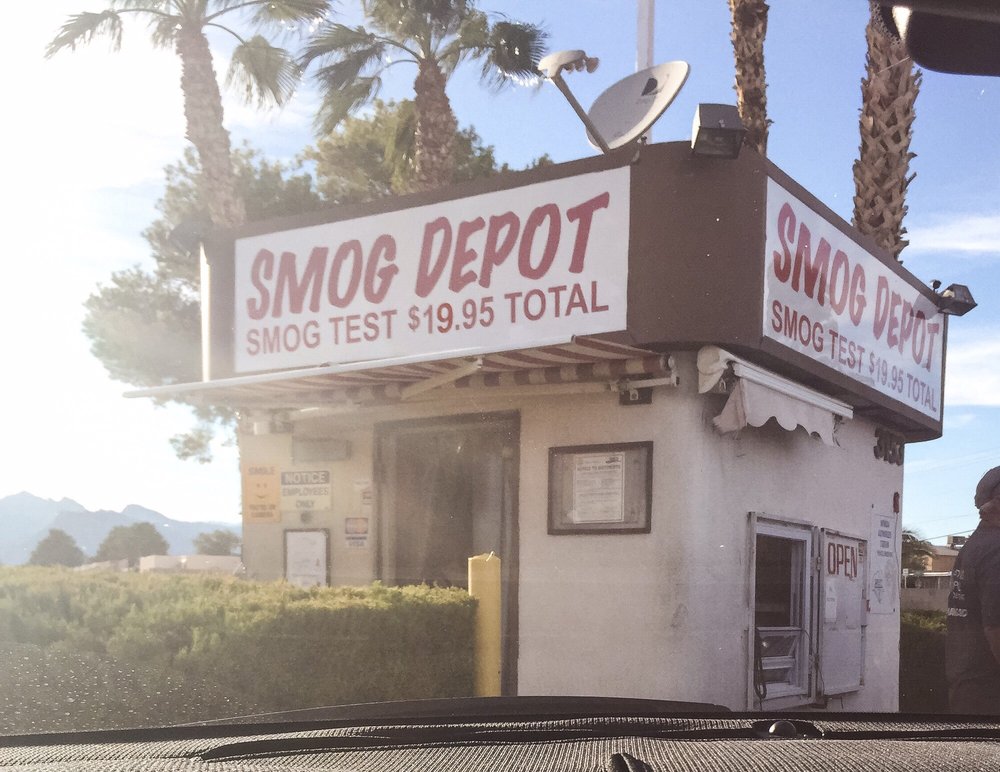 SMOG DEPOT
SMOG TEST $19.95 TOTAL
SMOG DEPOT
SMOG TEST $19.95 TOTAL
SMILE
NOTICE
EMPLOYEES
ONLY
VISA
OPEN